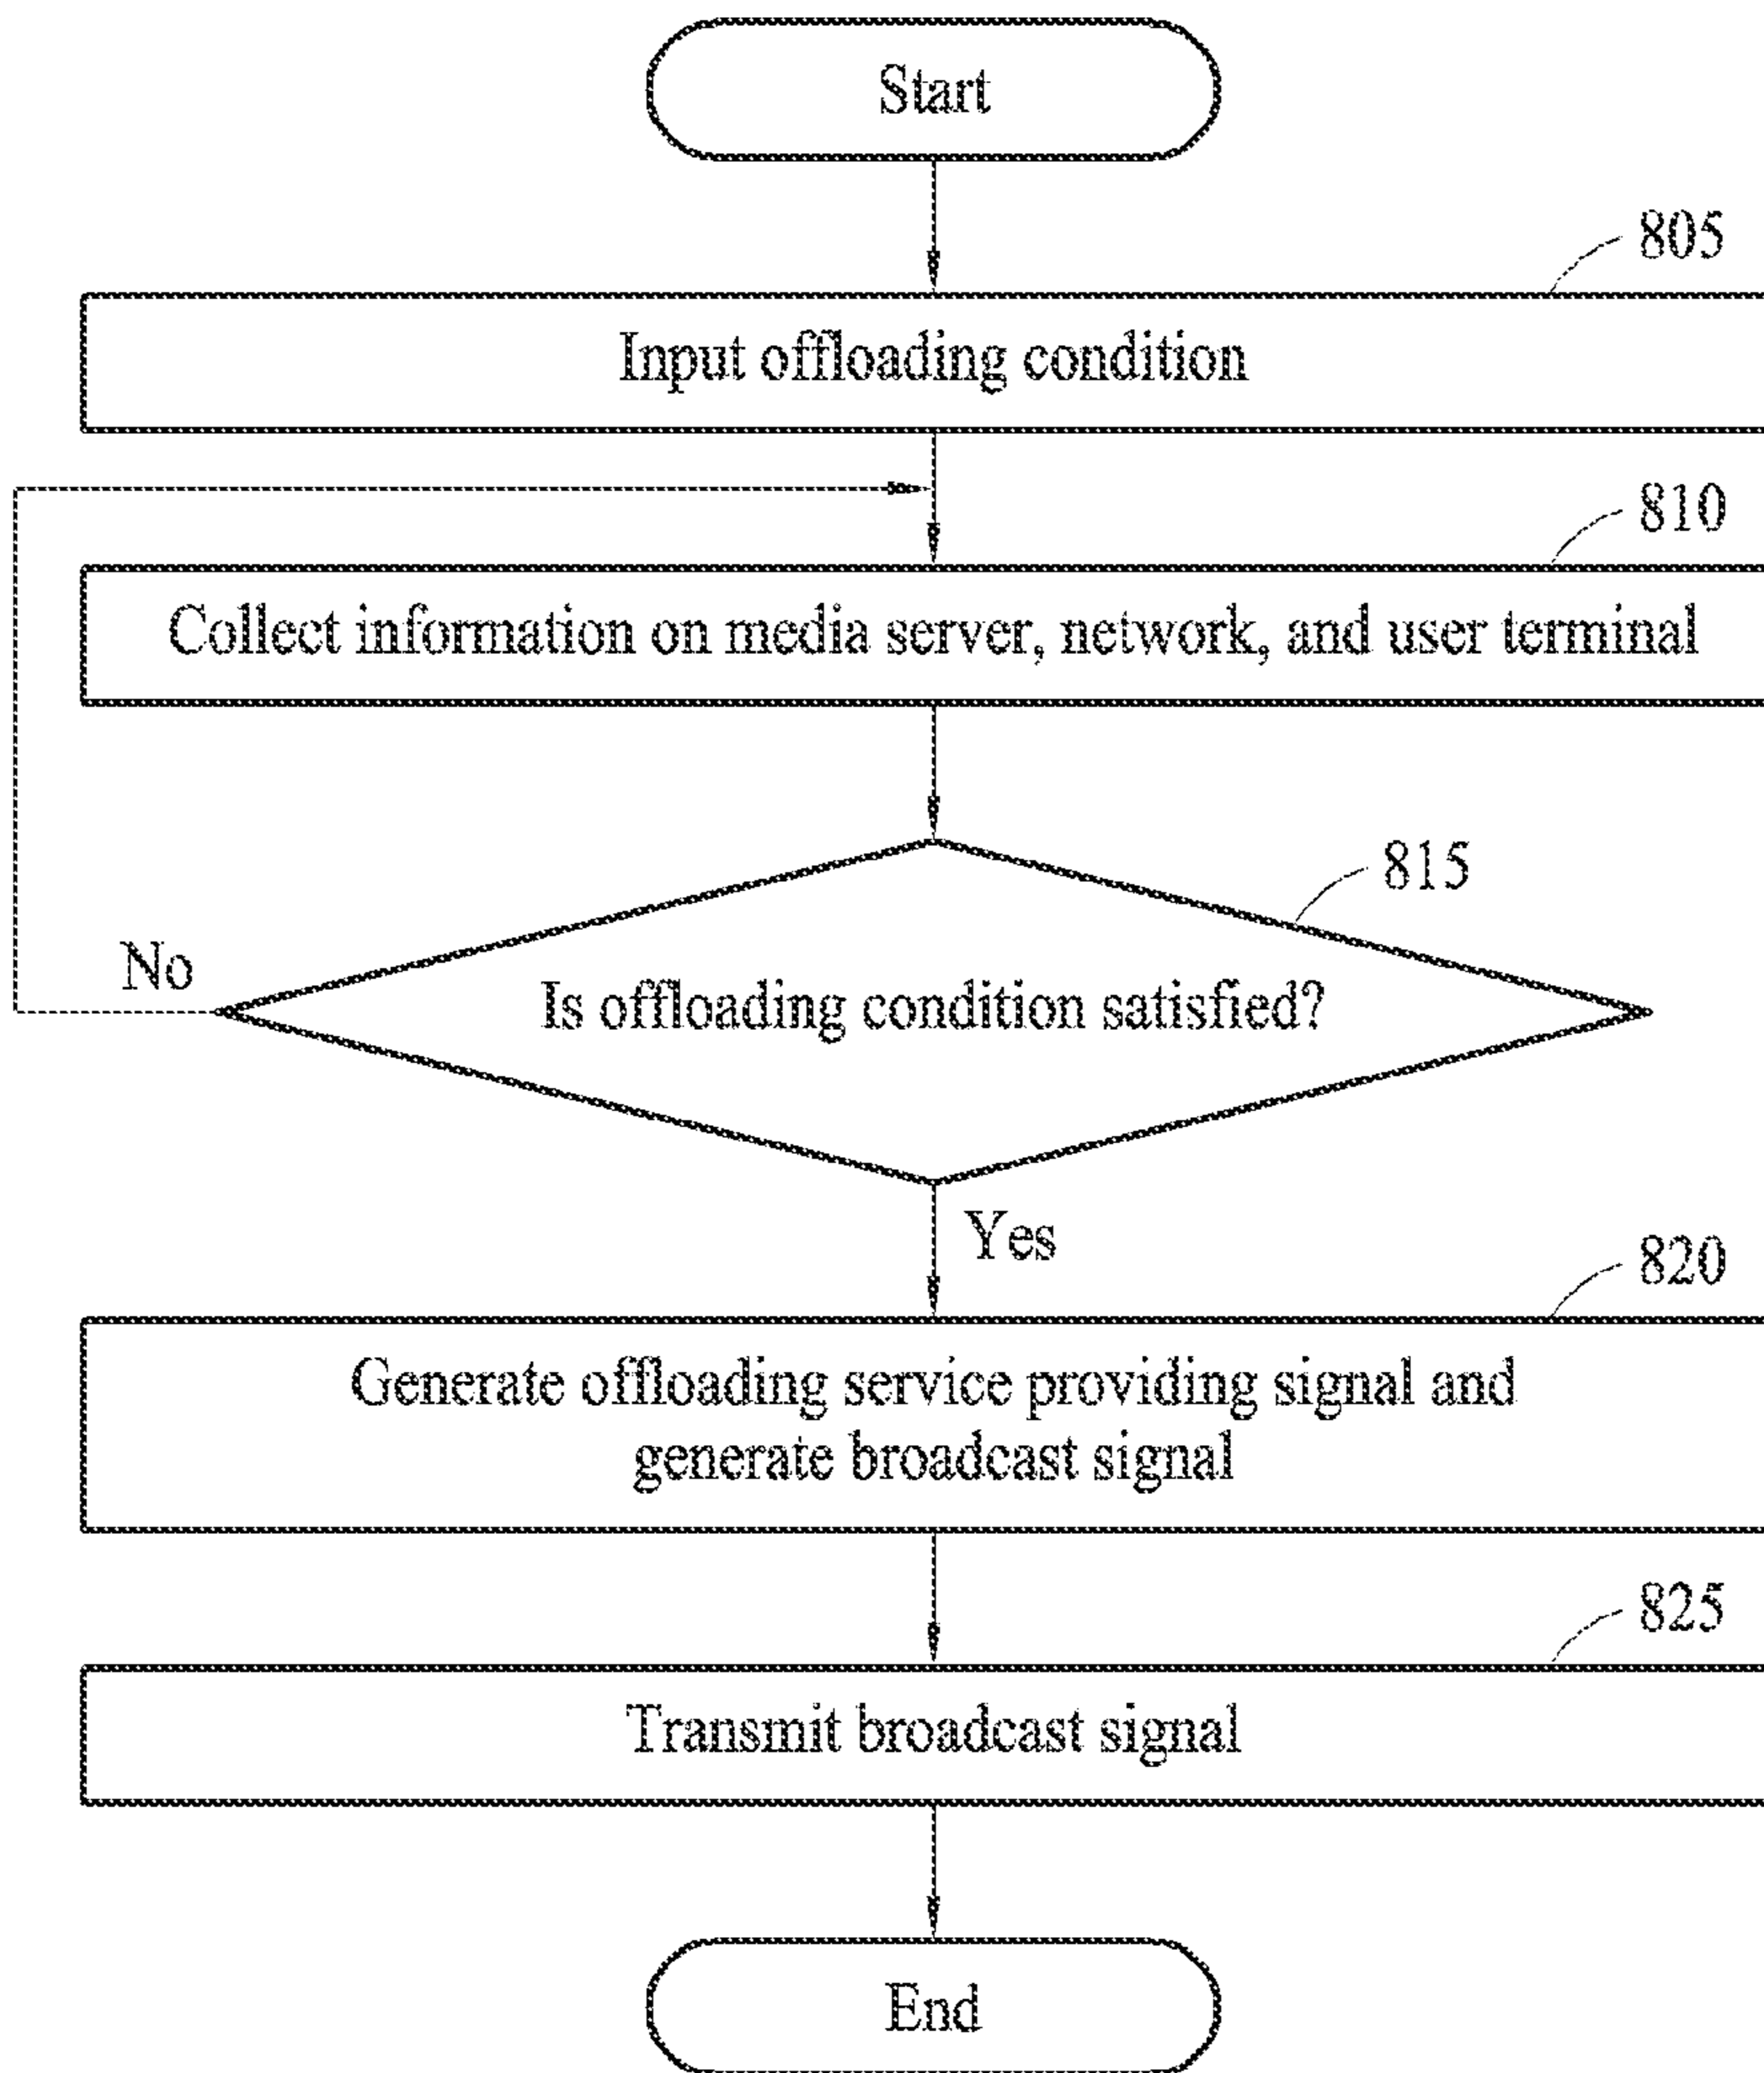 Start
805
Input offloading condition
810
Collect information on media server, network, and user terminal
815
No
Is offloading condition satisfied?
Yes
820
Generate offloading service providing signal and
generate broadcast signal
825
Transmit broadcast signal
End